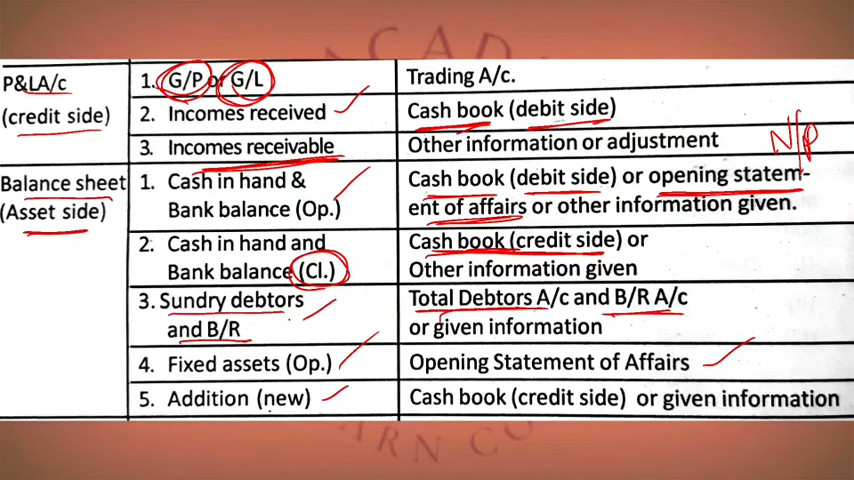 ACAD
P&LA/c
1. G/P or G/L
Trading A/c.
(credit side)
2. Incomes received
Cash book (debit side)
3. Incomes receivable
Other information or adjustment
N/P
Balance sheet
1. Cash in hand &
Cash book (debit side) or opening statem-
(Asset side)
Bank balance (Op.)
ent of affairs or other information given.
2. Cash in hand and
Cash book (credit side) or
Bank balance (Cl.)
Other information given
3. Sundry debtors
Total Debtors A/c and B/R A/c
and B/R
or given information
4. Fixed assets (Op.)
Opening Statement of Affairs
5. Addition (new)
Cash book (credit side) or given information
ARN CO